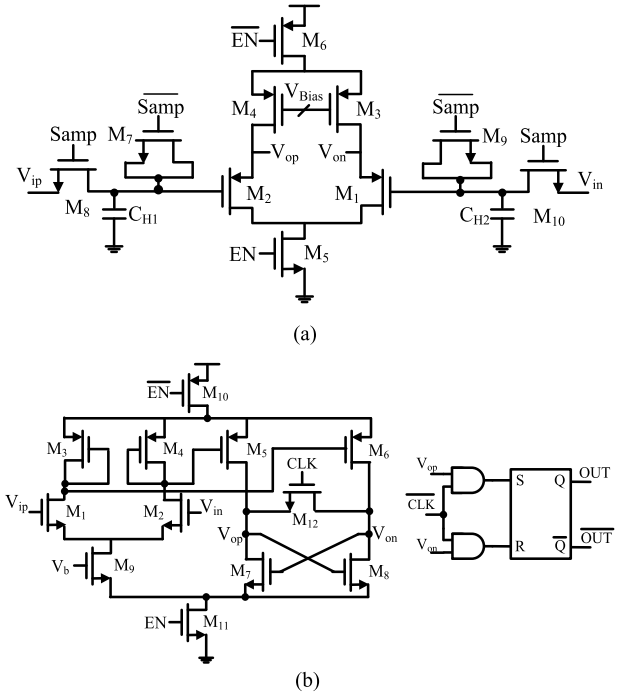 EN M6
Samp VBias Samp
M7 M4 M3 M9
Samp Samp
Vip Vop Von Vin
M8 CH1 M2 M1 CH2 M10
EN M5
(a)
EN M10
M3 M4 M5 M6
CLK
Vip M1 M2 Vin M12
Vop Von
Vb M9 M7 M8
EN M11
Vop S Q OUT
CLK
Von R Q OUT
(b)